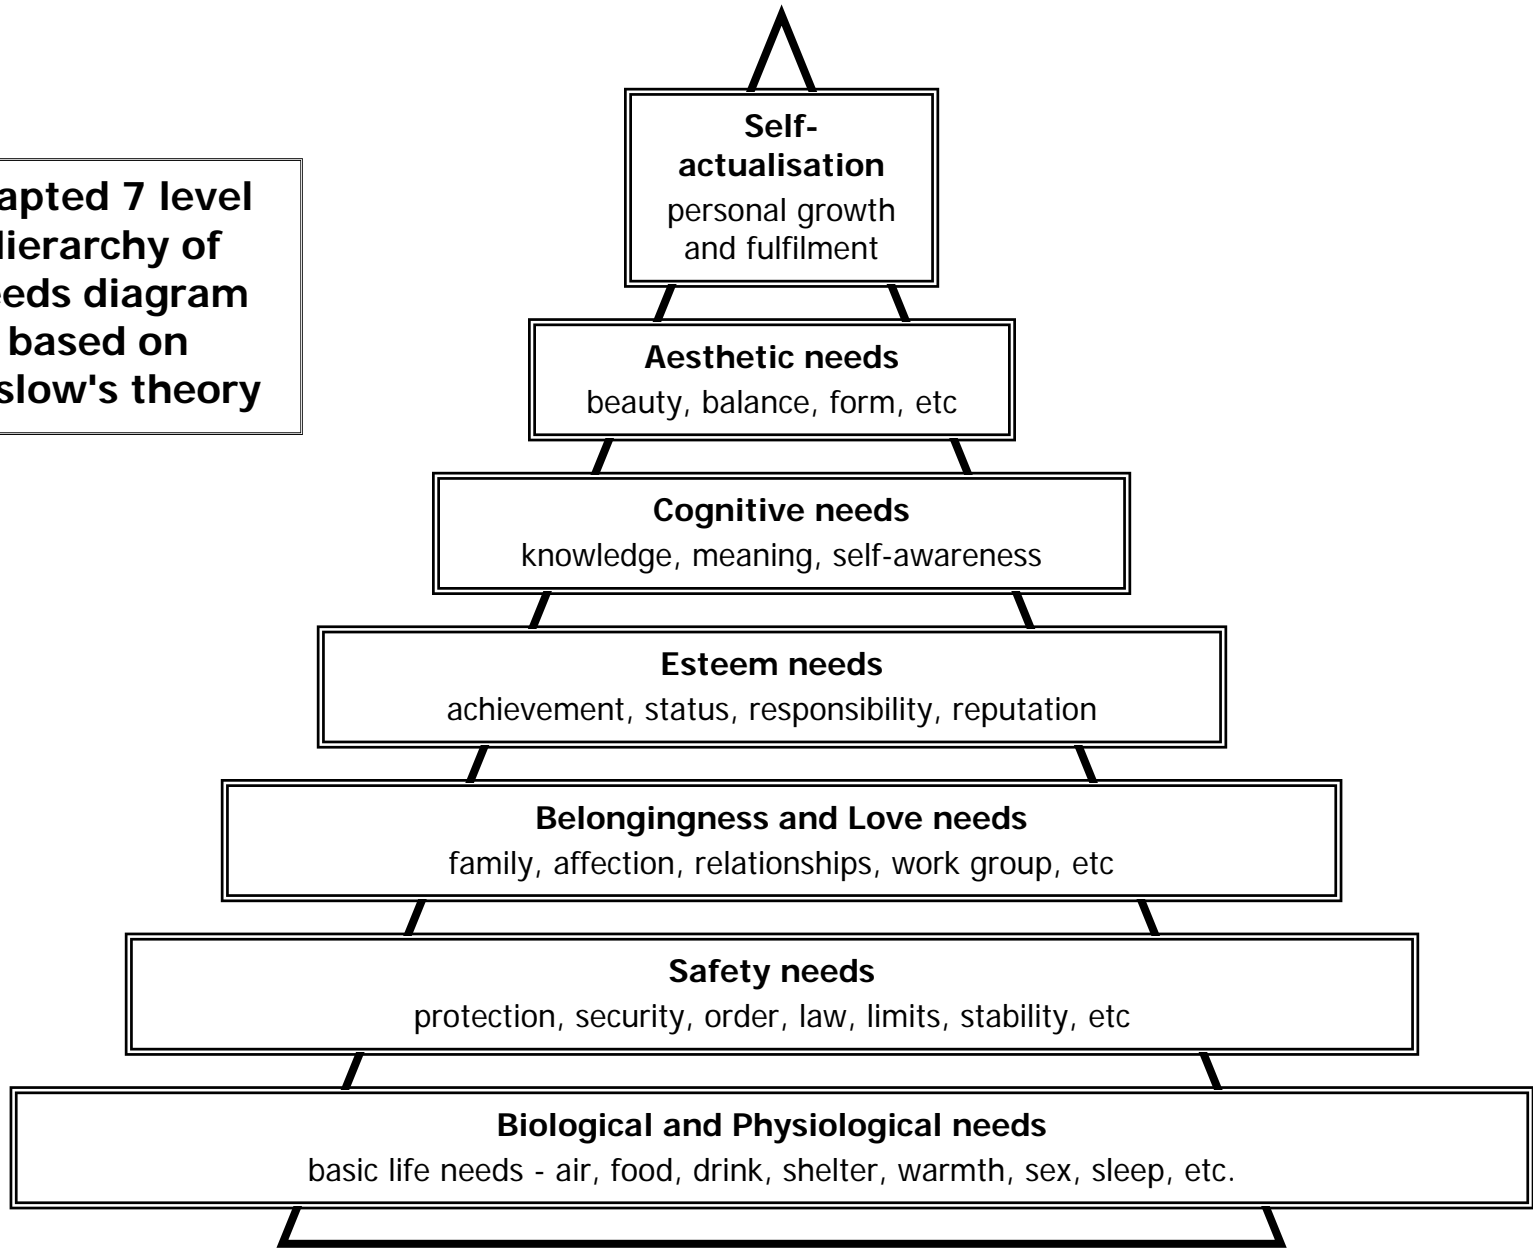 apted 7 level
ierarchy of
eds diagram
based on
slow's theory
Self-
actualisation
personal growth
and fulfilment
Aesthetic needs
beauty, balance, form, etc
Cognitive needs
knowledge, meaning, self-awareness
Esteem needs
achievement, status, responsibility, reputation
Belongingness and Love needs
family, affection, relationships, work group, etc
Safety needs
protection, security, order, law, limits, stability, etc
Biological and Physiological needs
basic life needs - air, food, drink, shelter, warmth, sex, sleep, etc.